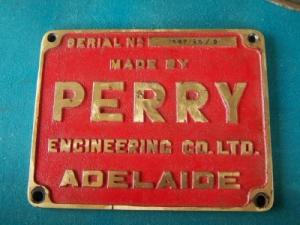 SERIAL NO
MADE BY
PERRY
ENGINEERING CO. LTD.
ADELAIDE